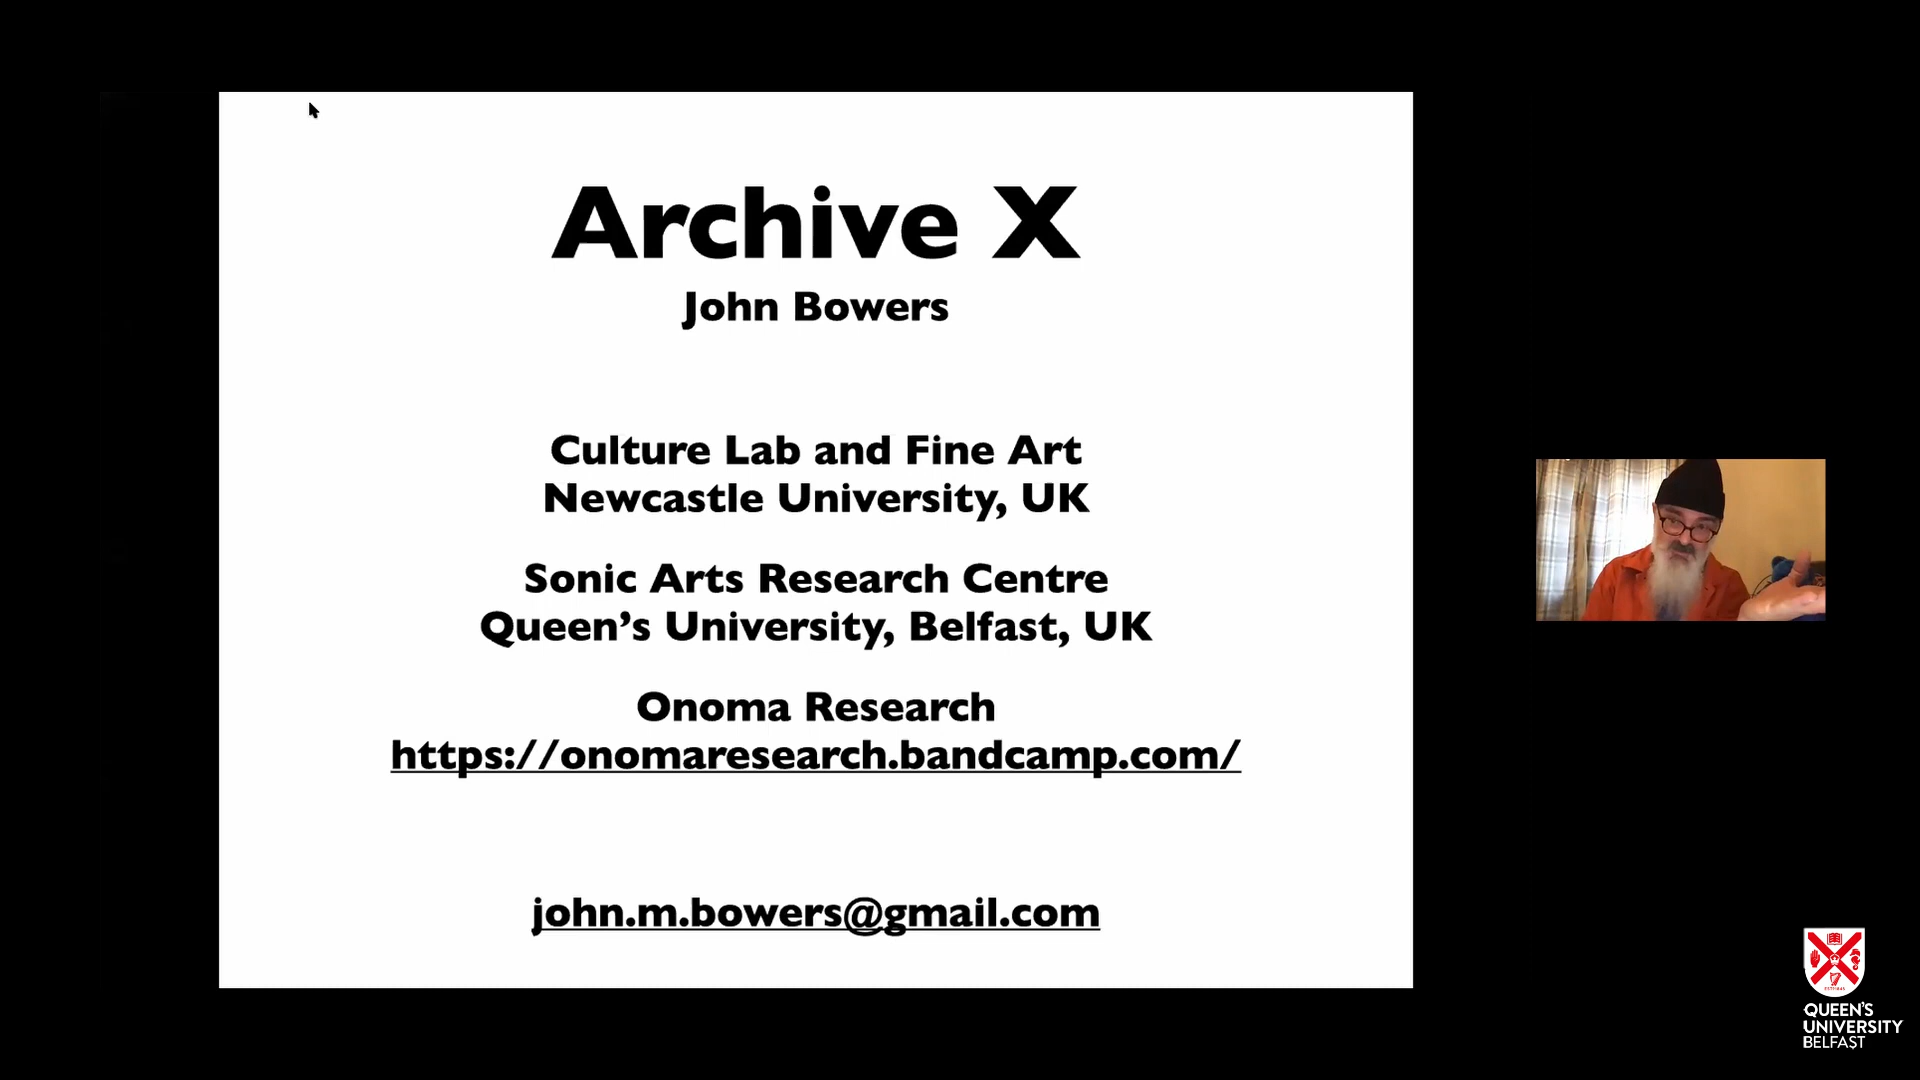 Archive X
John Bowers
Culture Lab and Fine Art
Newcastle University, UK
Sonic Arts Research Centre
Queen’s University, Belfast, UK
Onoma Research
https://onomaresearch.bandcamp.com/
john.m.bowers@gmail.com
QUEEN'S
UNIVERSITY
BELFAST